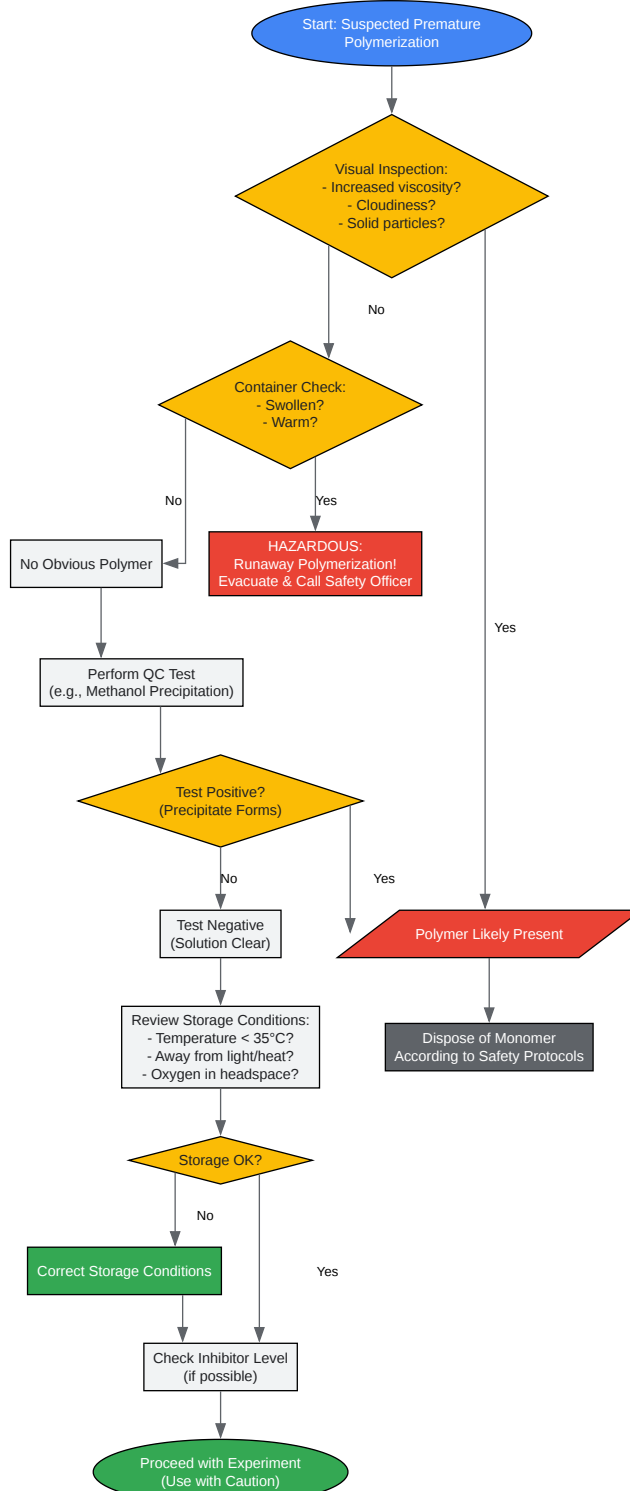 Start: Suspected Premature
Polymerization
Visual Inspection:
- Increased viscosity?
- Cloudiness?
- Solid particles?
No
Container Check:
- Swollen?
- Warm?
No
Yes
HAZARDOUS:
Runaway Polymerization!
Evacuate & Call Safety Officer
No Obvious Polymer
Yes
Perform QC Test
(e.g., Methanol Precipitation)
Test Positive?
(Precipitate Forms)
No
Yes
Test Negative
(Solution Clear)
Polymer Likely Present
Review Storage Conditions:
- Temperature < 35°C?
- Away from light/heat?
- Oxygen in headspace?
Dispose of Monomer
According to Safety Protocols
Storage OK?
No
Correct Storage Conditions
Yes
Check Inhibitor Level
(if possible)
Proceed with Experiment
(Use with Caution)